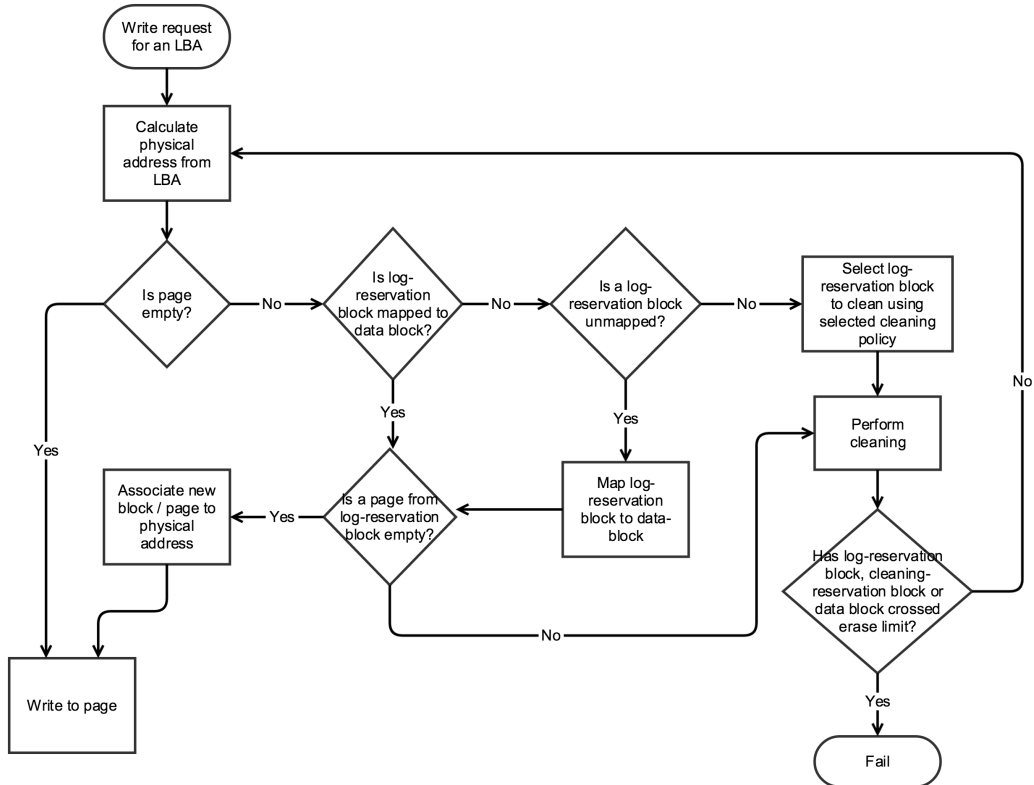 Write request
for an LBA
Calculate
physical
address from
LBA
Is page
empty?
No
Is log-
reservation
block mapped to
data block?
No
Is a log-
reservation block
unmapped?
No
Select log-
reservation block
to clean using
selected cleaning
policy
No
Yes
Yes
Yes
Perform
cleaning
Associate new
block / page to
physical
address
Yes
Is a page from
log-reservation
block empty?
Map log-
reservation
block to data-
block
Has log-reservation
block, cleaning-
reservation block or
data block crossed
erase limit?
No
Write to page
Yes
Fail